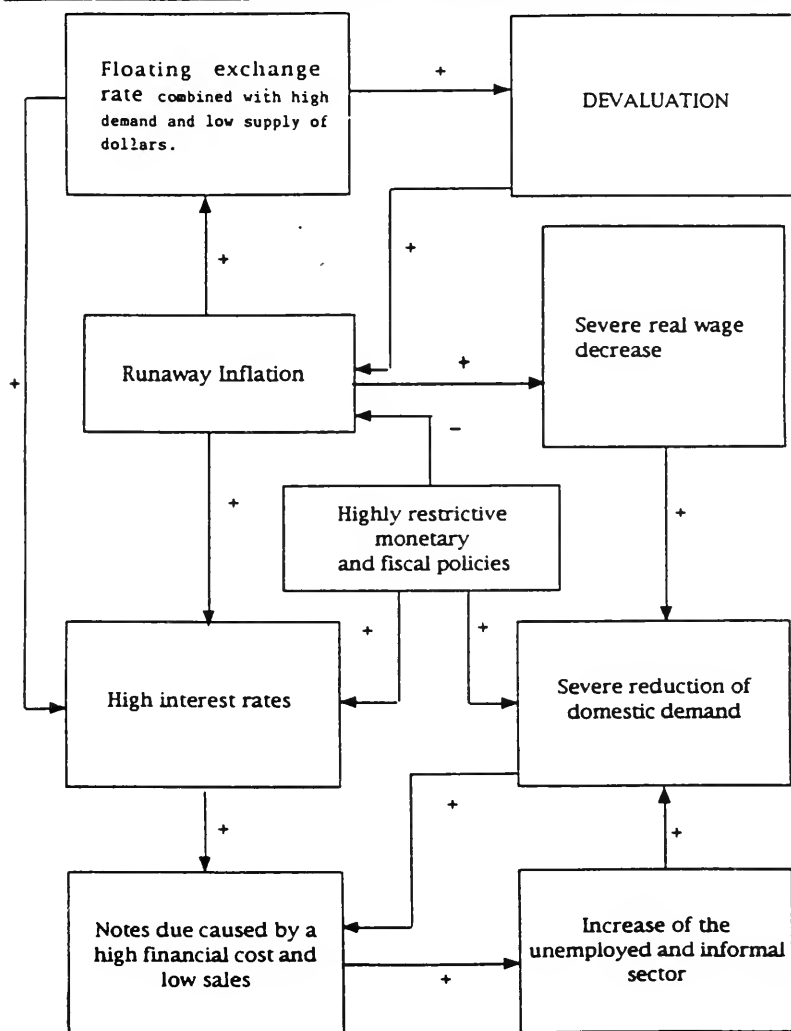 Floating exchange
rate combined with high
demand and low supply of
dollars.
+
DEVALUATION
+
+
Runaway Inflation
+
Severe real wage
decrease
+
−
+
Highly restrictive
monetary
and fiscal policies
+
+
+
High interest rates
Severe reduction of
domestic demand
+
+
+
Notes due caused by a
high financial cost and
low sales
+
Increase of the
unemployed and informal
sector